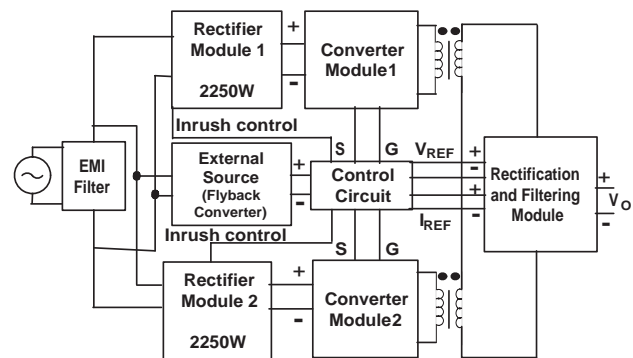 Rectifier
Module 1
2250W
+
-
Converter
Module1
Inrush control
S
G
EMI
Filter
External
Source
(Flyback
Converter)
+
-
Control
Circuit
VREF
+
-
+
-
IREF
Rectification
and Filtering
Module
+
VO
-
Inrush control
S
G
Rectifier
Module 2
2250W
+
-
Converter
Module2